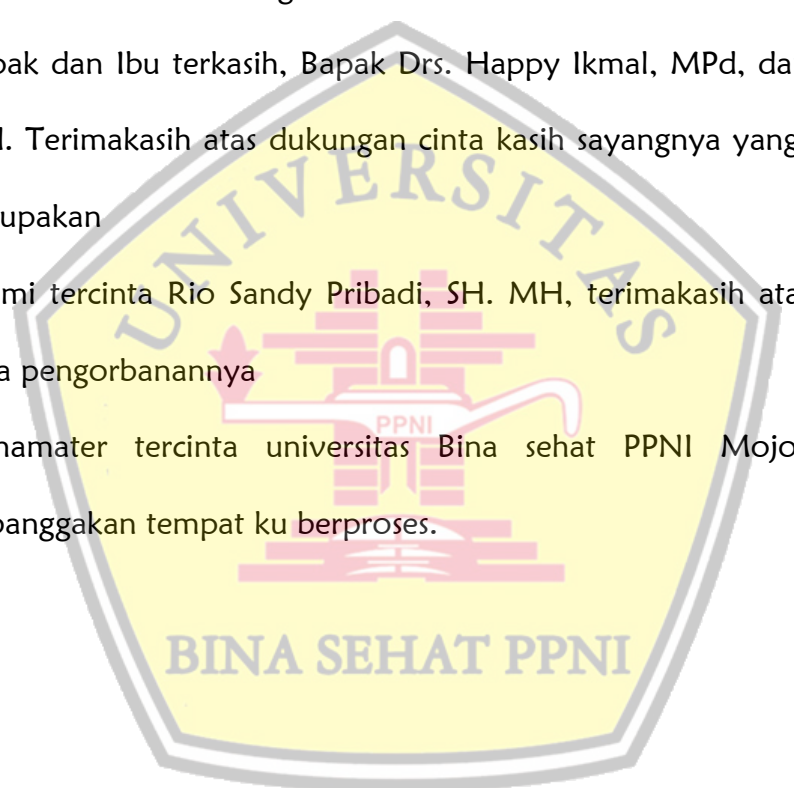 pak dan Ibu terkasih, Bapak Drs. Happy Ikmal, MPd, da
. Terimakasih atas dukungan cinta kasih sayangnya yang
upakan
UNIVERSITAS
mi tercinta Rio Sandy Pribadi, SH. MH, terimakasih ata
a pengorbanannya
PPNI
namater tercinta universitas Bina sehat PPNI Mojo
banggakan tempat ku berproses.
BINA SEHAT PPNI